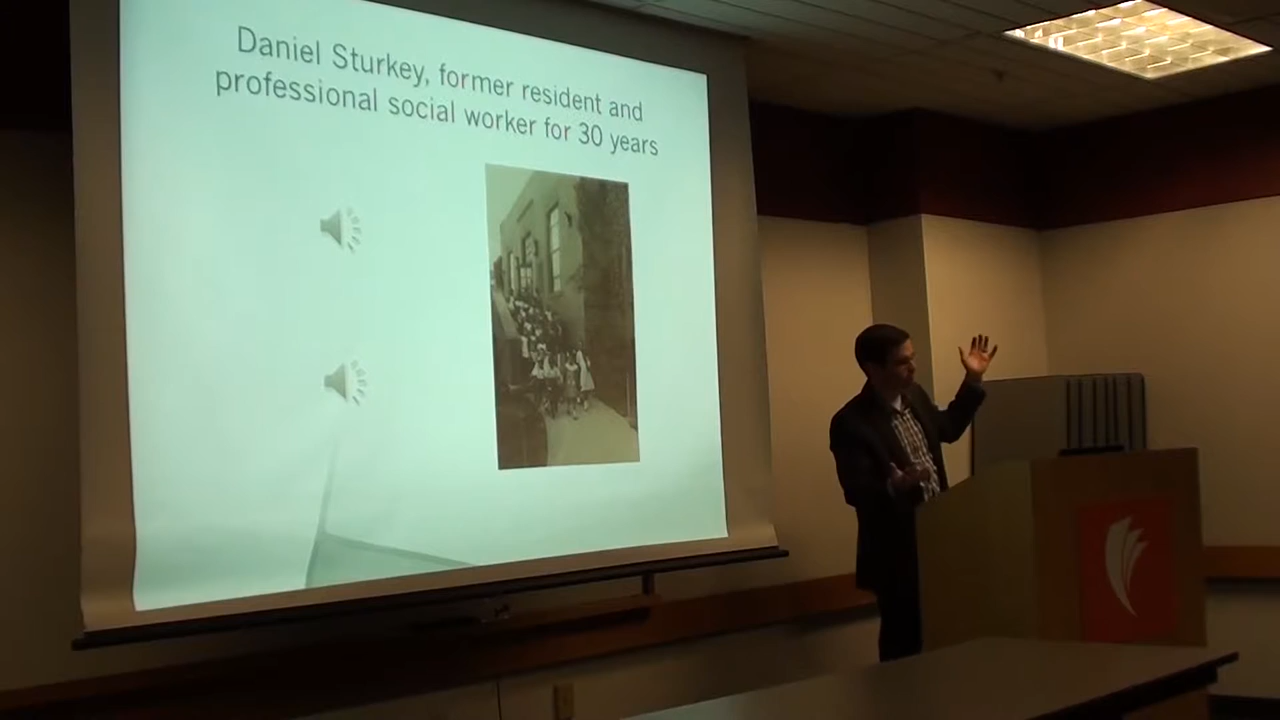 Daniel Sturkey, former resident and
professional social worker for 30 years